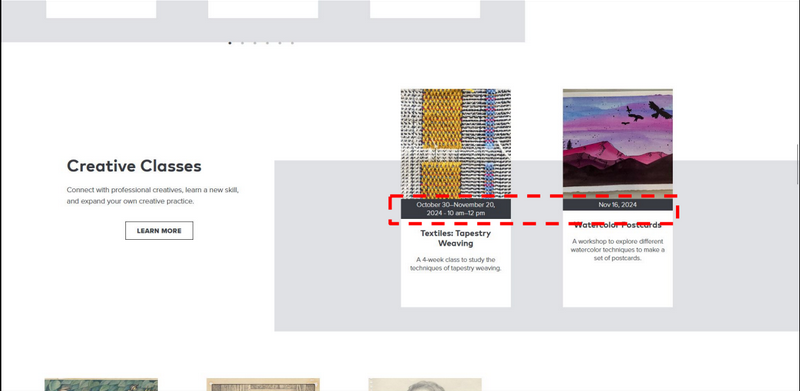 Creative Classes
Connect with professional creatives, learn a new skill,
and expand your own creative practice.
LEARN MORE
October 30–November 20,
2024 · 10 am–12 pm
Textiles: Tapestry
Weaving
A 4-week class to study the
techniques of tapestry weaving.
Nov 16, 2024
Watercolor Postcards
A workshop to explore different
watercolor techniques to make a
set of postcards.